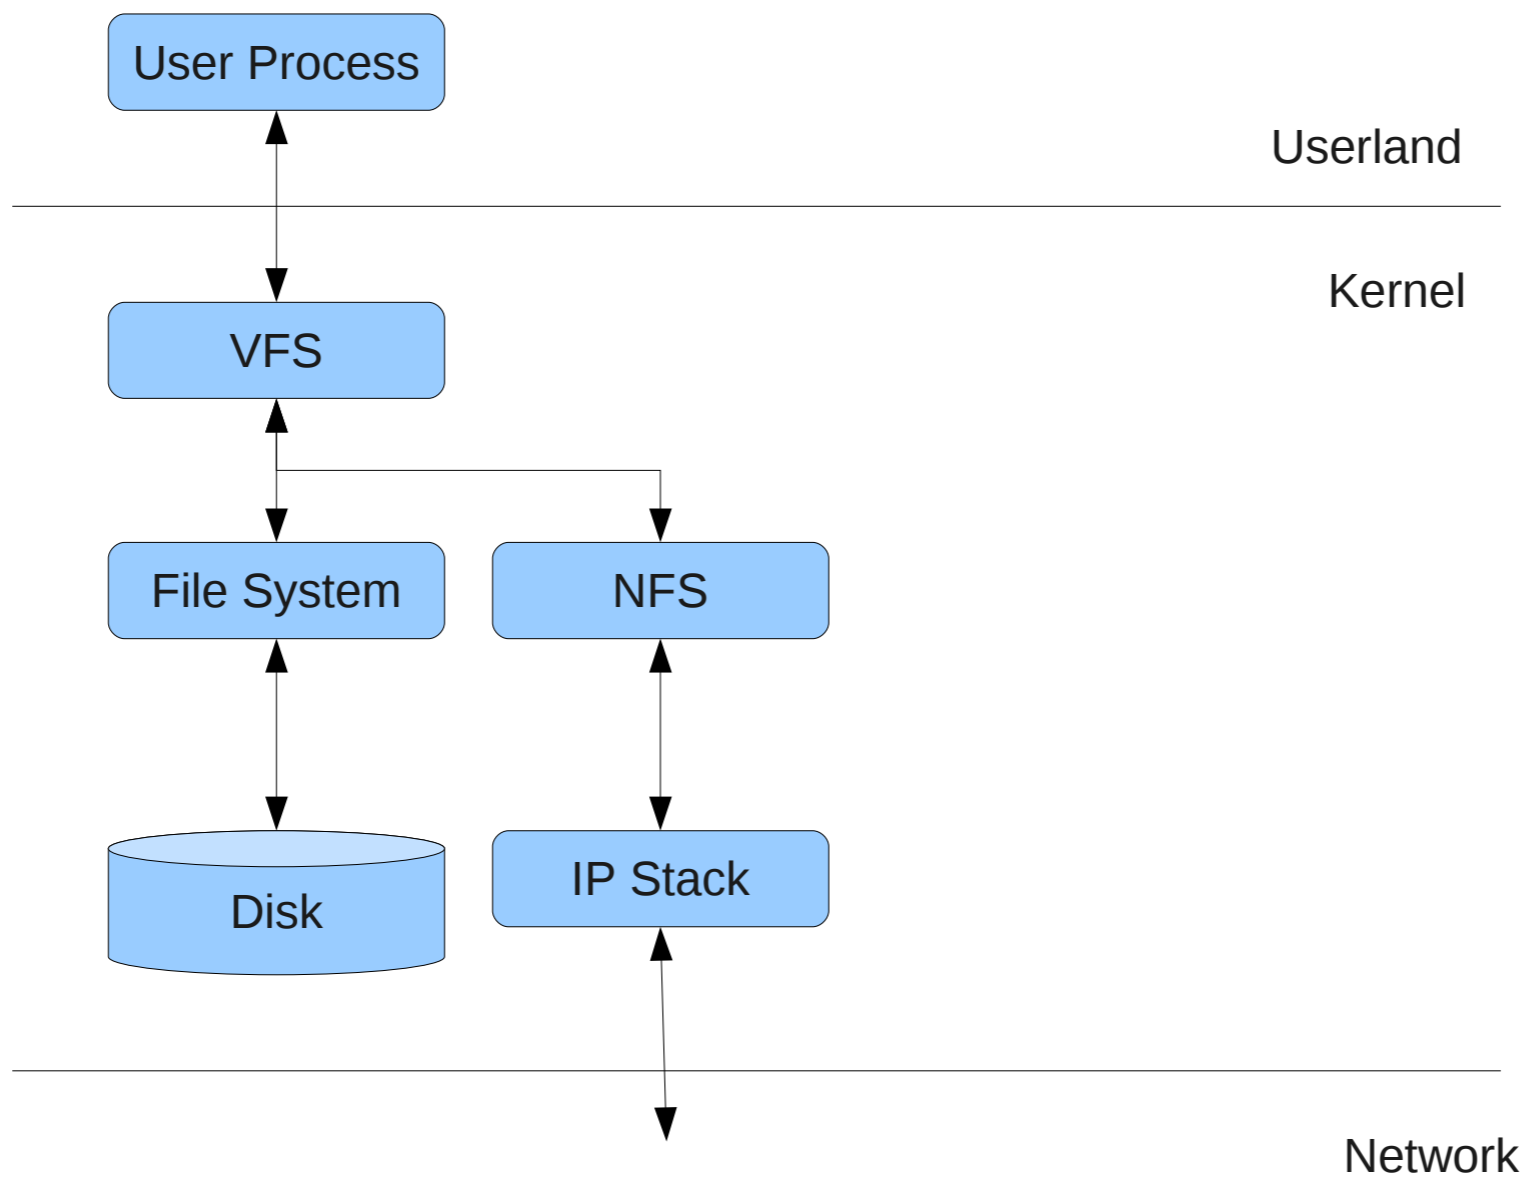 User Process
Userland
Kernel
VFS
File System
NFS
Disk
IP Stack
Network